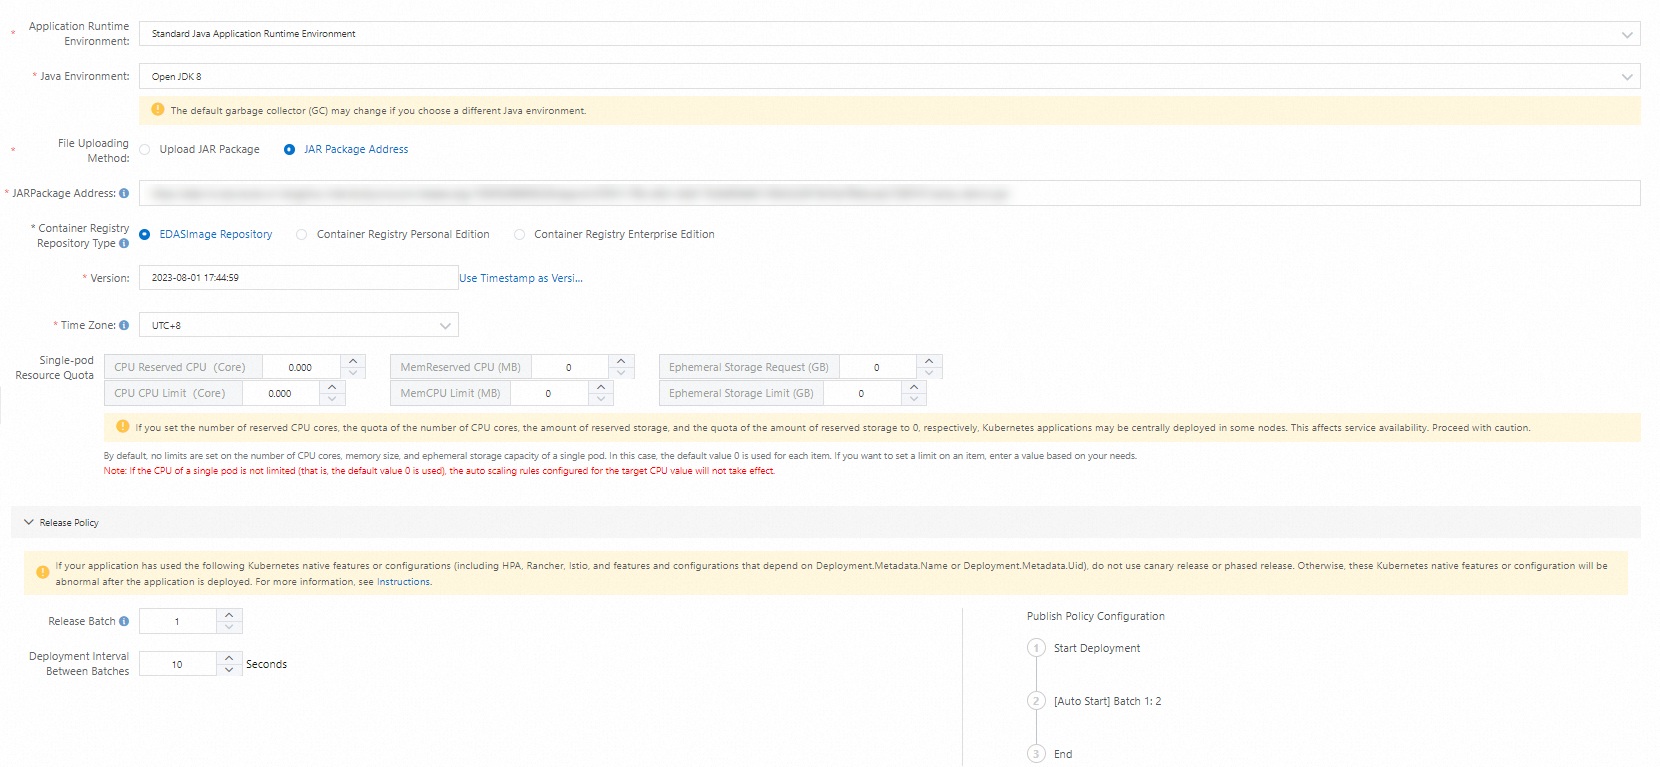 Application Runtime
Environment:
Standard Java Application Runtime Environment
* Java Environment:
Open JDK 8
The default garbage collector (GC) may change if you choose a different Java environment.
* File Uploading
Method:
Upload JAR Package
JAR Package Address
* JARPackage Address:
* Container Registry
Repository Type
EDASImage Repository
Container Registry Personal Edition
Container Registry Enterprise Edition
* Version:
2023-08-01 17:44:59
Use Timestamp as Versi...
* Time Zone:
UTC+8
Single-pod
Resource Quota
CPU Reserved CPU (Core)
0.000
MemReserved CPU (MB)
0
Ephemeral Storage Request (GB)
0
CPU CPU Limit (Core)
0.000
MemCPU Limit (MB)
0
Ephemeral Storage Limit (GB)
0
If you set the number of reserved CPU cores, the quota of the number of CPU cores, the amount of reserved storage, and the quota of the amount of reserved storage to 0, respectively, Kubernetes applications may be centrally deployed in some nodes. This affects service availability. Proceed with caution.
By default, no limits are set on the number of CPU cores, memory size, and ephemeral storage capacity of a single pod. In this case, the default value 0 is used for each item. If you want to set a limit on an item, enter a value based on your needs.
Note: If the CPU of a single pod is not limited (that is, the default value 0 is used), the auto scaling rules configured for the target CPU value will not take effect.
Release Policy
If your application has used the following Kubernetes native features or configurations (including HPA, Rancher, Istio, and features and configurations that depend on Deployment.Metadata.Name or Deployment.Metadata.Uid), do not use canary release or phased release. Otherwise, these Kubernetes native features or configuration will be
abnormal after the application is deployed. For more information, see Instructions.
Release Batch
1
Deployment Interval
Between Batches
10
Seconds
Publish Policy Configuration
1
Start Deployment
2
[Auto Start] Batch 1: 2
3
End